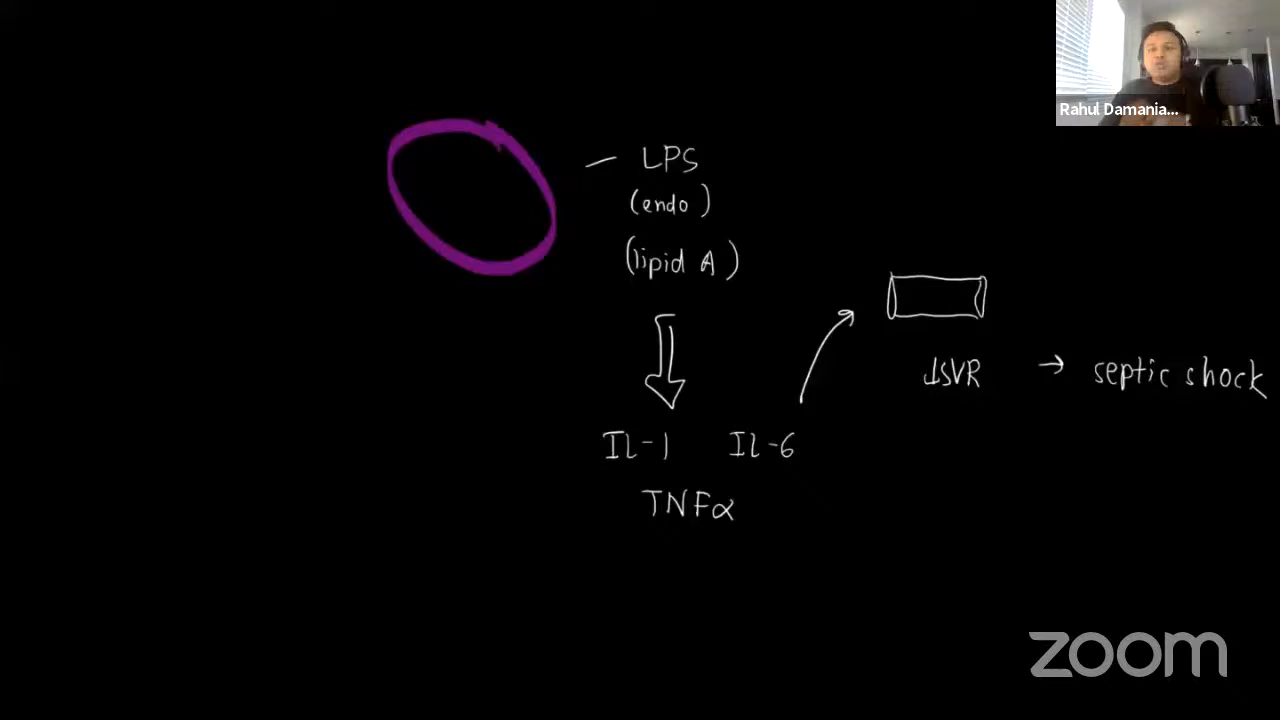 Rahul Damania...
— LPS
(endo)
(lipid A)
↓SVR → septic shock
IL-1 IL-6
TNFα
zoom